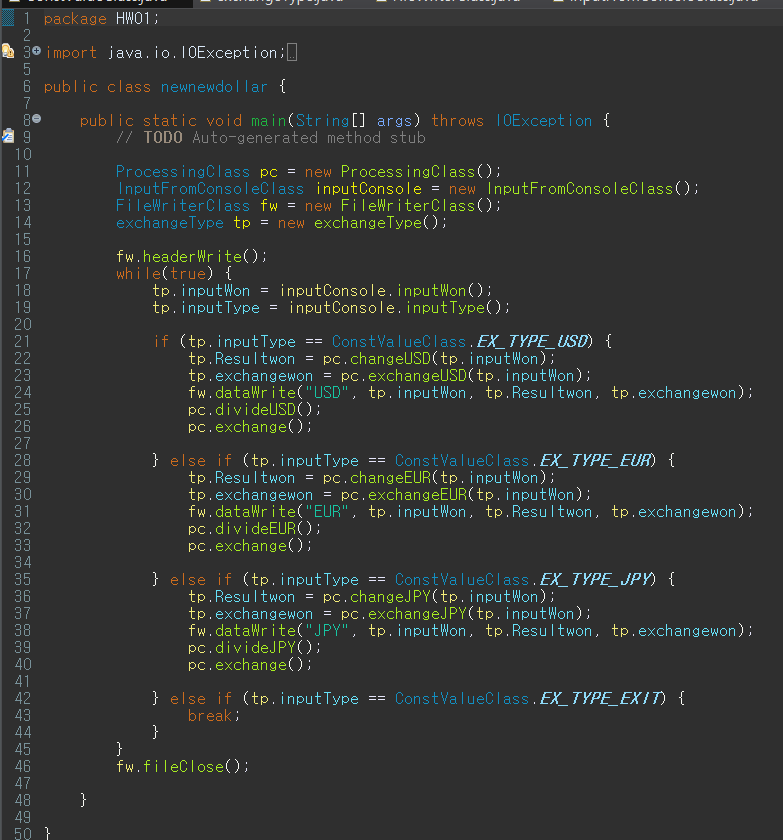 package HW01;
import java.io.IOException;
public class newnewdollar {
public static void main(String[] args) throws IOException {
// TODO Auto-generated method stub
ProcessingClass pc = new ProcessingClass();
InputFromConsoleClass inputConsole = new InputFromConsoleClass();
FileWriterClass fw = new FileWriterClass();
exchangeType tp = new exchangeType();
fw.headerWrite();
while(true) {
tp.inputWon = inputConsole.inputWon();
tp.inputType = inputConsole.inputType();
if (tp.inputType == ConstValueClass.EX_TYPE_USD) {
tp.Resultwon = pc.changeUSD(tp.inputWon);
tp.exchangewon = pc.exchangeUSD(tp.inputWon);
fw.dataWrite("USD", tp.inputWon, tp.Resultwon, tp.exchangewon);
pc.divideUSD();
pc.exchange();
} else if (tp.inputType == ConstValueClass.EX_TYPE_EUR) {
tp.Resultwon = pc.changeEUR(tp.inputWon);
tp.exchangewon = pc.exchangeEUR(tp.inputWon);
fw.dataWrite("EUR", tp.inputWon, tp.Resultwon, tp.exchangewon);
pc.divideEUR();
pc.exchange();
} else if (tp.inputType == ConstValueClass.EX_TYPE_JPY) {
tp.Resultwon = pc.changeJPY(tp.inputWon);
tp.exchangewon = pc.exchangeJPY(tp.inputWon);
fw.dataWrite("JPY", tp.inputWon, tp.Resultwon, tp.exchangewon);
pc.divideJPY();
pc.exchange();
} else if (tp.inputType == ConstValueClass.EX_TYPE_EXIT) {
break;
}
}
fw.fileClose();
}
}